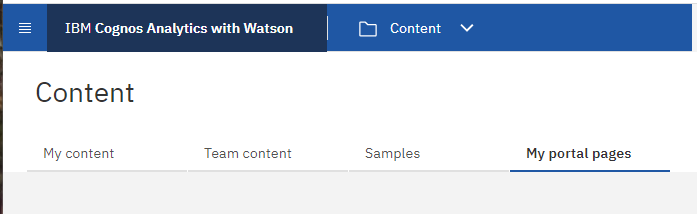 IBM Cognos Analytics with Watson
Content
Content
My content
Team content
Samples
My portal pages